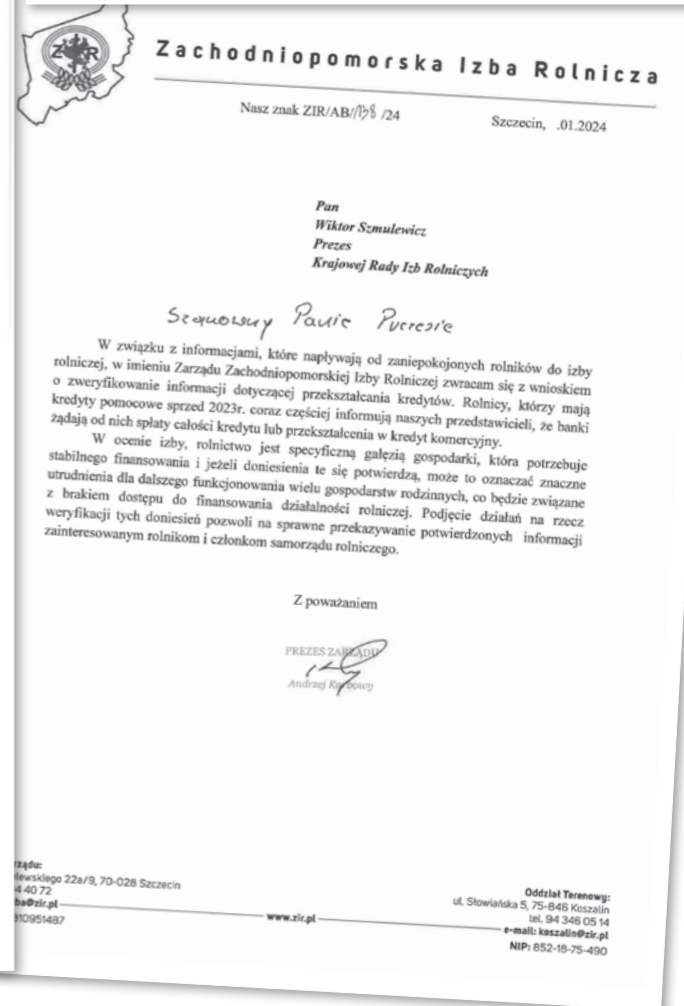 ZIR
Zachodniopomorska Izba Rolnicza
Nasz znak ZIR/AB/138/24
Szczecin, .01.2024
Pan
Wiktor Szmulewicz
Prezes
Krajowej Rady Izb Rolniczych
Szanowny Panie Prezesie
W związku z informacjami, które napływają od zaniepokojonych rolników do izby
rolniczej, w imieniu Zarządu Zachodniopomorskiej Izby Rolniczej zwracam się z wnioskiem
o zweryfikowanie informacji dotyczącej przekształcania kredytów. Rolnicy, którzy mają
kredyty pomocowe sprzed 2023r. coraz częściej informują naszych przedstawicieli, że banki
żądają od nich spłaty całości kredytu lub przekształcenia w kredyt komercyjny.
W ocenie izby, rolnictwo jest specyficzną gałęzią gospodarki, która potrzebuje
stabilnego finansowania i jeżeli doniesienia te się potwierdzą, może to oznaczać znaczne
utrudnienia dla dalszego funkcjonowania wielu gospodarstw rodzinnych, co będzie związane
z brakiem dostępu do finansowania działalności rolniczej. Podjęcie działań na rzecz
weryfikacji tych doniesień pozwoli na sprawne przekazywanie potwierdzonych informacji
zainteresowanym rolnikom i członkom samorządu rolniczego.
Z poważaniem
PREZES ZARZĄDU
Andrzej Karbowy
rządu:
lewskiego 22a/9, 70-028 Szczecin
4 40 72
ba@zir.pl
310951487
www.zir.pl
Oddział Terenowy:
ul. Słowiańska 5, 75-846 Koszalin
tel. 94 346 05 14
e-mail: koszalin@zir.pl
NIP: 852-18-75-490